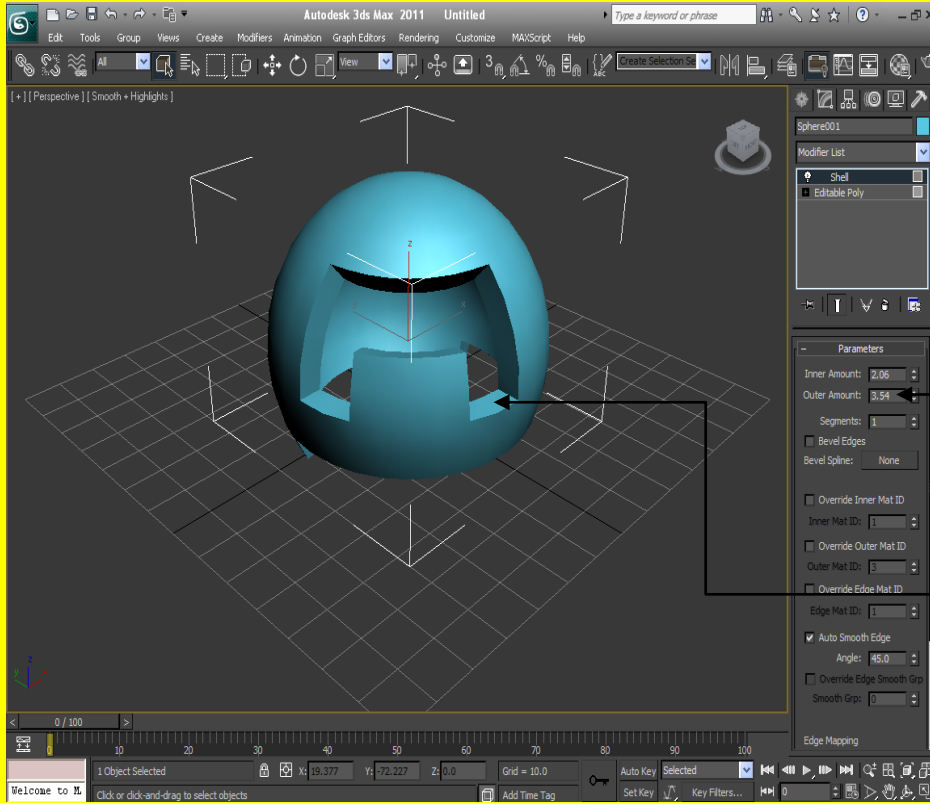 Autodesk 3ds Max 2011 Untitled
Type a keyword or phrase
Edit Tools Group Views Create Modifiers Animation Graph Editors Rendering Customize MAXScript Help
All View Create Selection Se
[ + ] [ Perspective ] [ Smooth + Highlights ]
z
x
Sphere001
Modifier List
Shell
Editable Poly
Parameters
Inner Amount: 2.06
Outer Amount: 3.54
Segments: 1
Bevel Edges
Bevel Spline: None
Override Inner Mat ID
Inner Mat ID: 1
Override Outer Mat ID
Outer Mat ID: 3
Override Edge Mat ID
Edge Mat ID: 1
Auto Smooth Edge
Angle: 45.0
Override Edge Smooth Grp
Smooth Grp: 0
Edge Mapping
z
y
0 / 100
0 10 20 30 40 50 60 70 80 90 100
1 Object Selected X: 19.377 Y: -72.227 Z: 0.0 Grid = 10.0 Auto Key Selected
Welcome to M Click or click-and-drag to select objects Add Time Tag Set Key Key Filters... 0